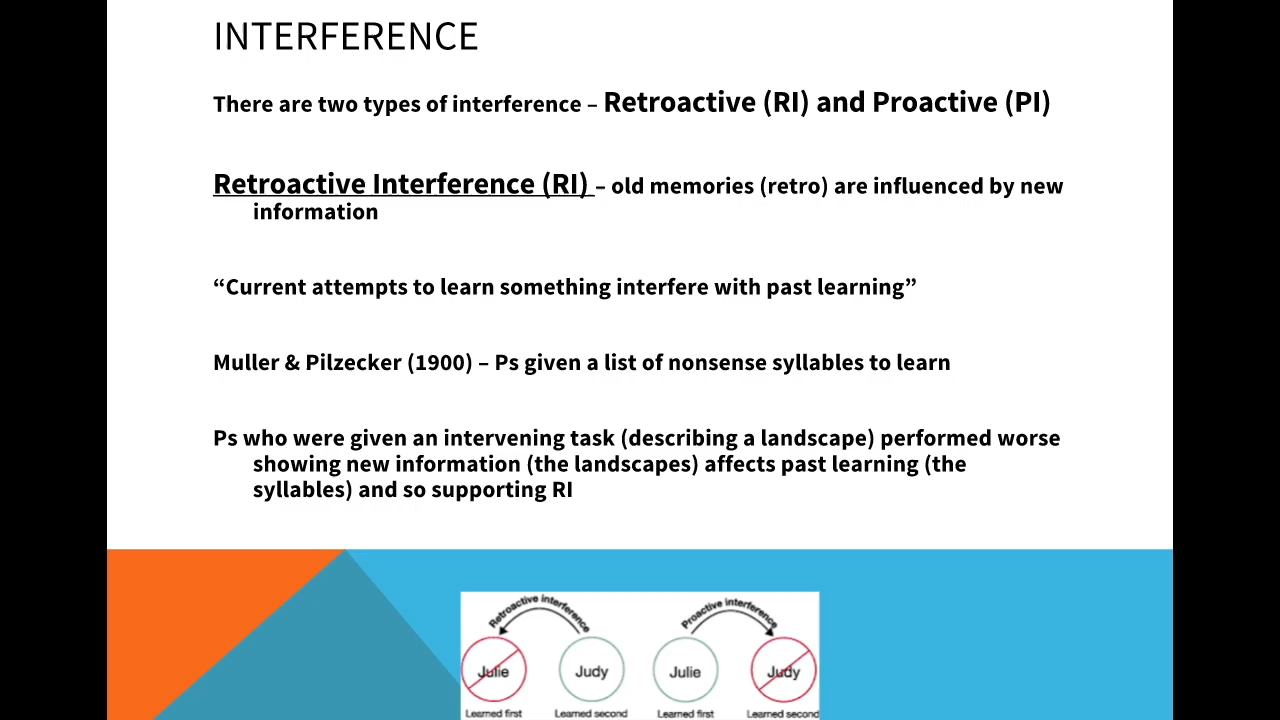 INTERFERENCE
There are two types of interference – Retroactive (RI) and Proactive (PI)
Retroactive Interference (RI) – old memories (retro) are influenced by new
information
“Current attempts to learn something interfere with past learning”
Muller & Pilzecker (1900) – Ps given a list of nonsense syllables to learn
Ps who were given an intervening task (describing a landscape) performed worse
showing new information (the landscapes) affects past learning (the
syllables) and so supporting RI
Retroactive interference
Proactive interference
Julie
Judy
Julie
Judy
Learned first
Learned second
Learned first
Learned second